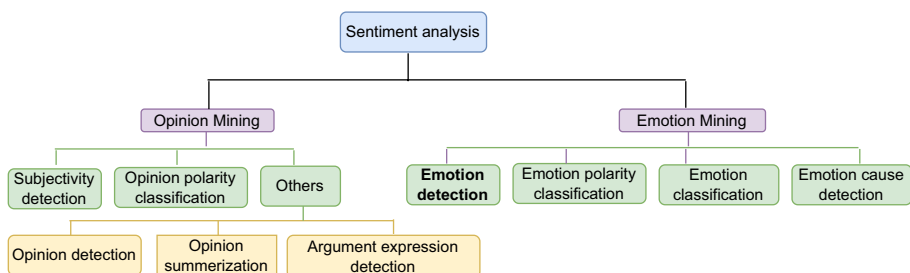 Sentiment analysis
Opinion Mining
Emotion Mining
Subjectivity
detection
Opinion polarity
classification
Others
Emotion
detection
Emotion polarity
classification
Emotion
classification
Emotion cause
detection
Opinion detection
Opinion
summerization
Argument expression
detection